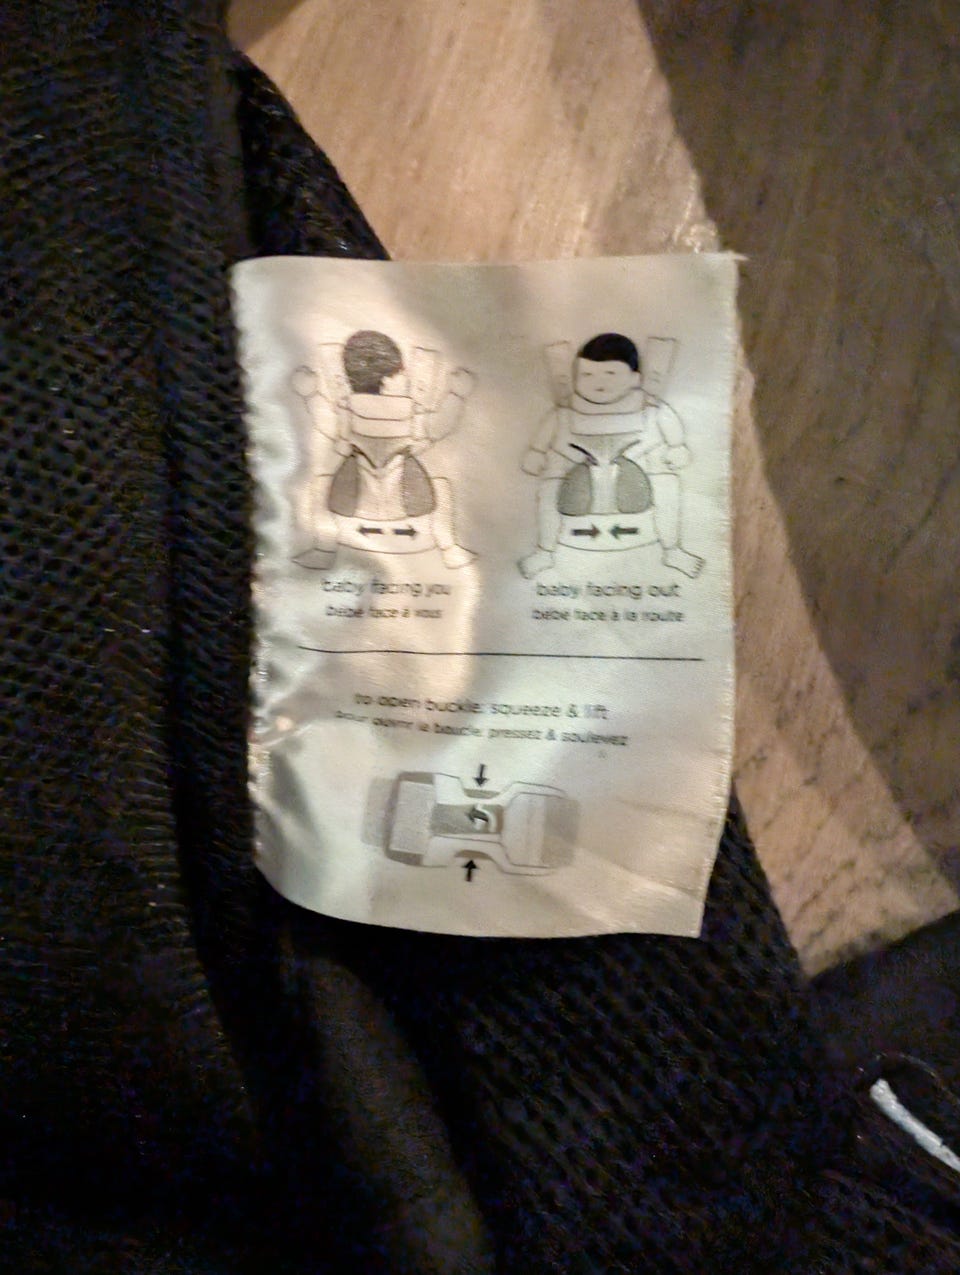 baby facing you
bébé face à vous
baby facing out
bébé face à la route
to open buckle: squeeze & lift
pour ouvrir la boucle: pressez & soulevez